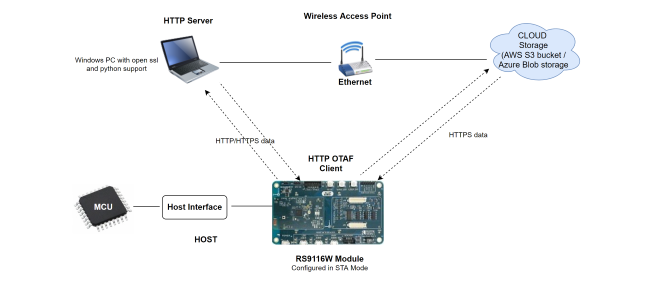 HTTP Server
Wireless Access Point
Windows PC with open ssl
and python support
Ethernet
CLOUD
Storage
(AWS S3 bucket /
Azure Blob storage
HTTP/HTTPS data
HTTPS data
HTTP OTAF
Client
MCU
Host Interface
HOST
RS9116W Module
Configured in STA Mode